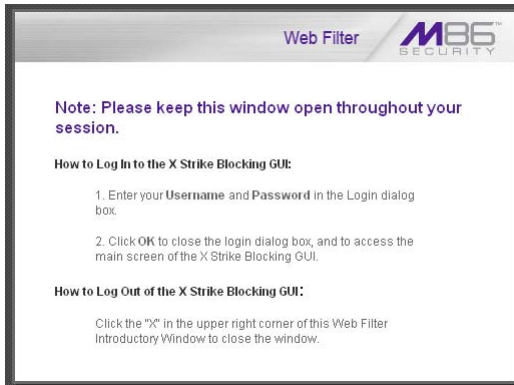 Web Filter
M86™
SECURITY
Note: Please keep this window open throughout your
session.
How to Log In to the X Strike Blocking GUI:
1. Enter your Username and Password in the Login dialog
box.
2. Click OK to close the login dialog box, and to access the
main screen of the X Strike Blocking GUI.
How to Log Out of the X Strike Blocking GUI:
Click the "X" in the upper right corner of this Web Filter
Introductory Window to close the window.